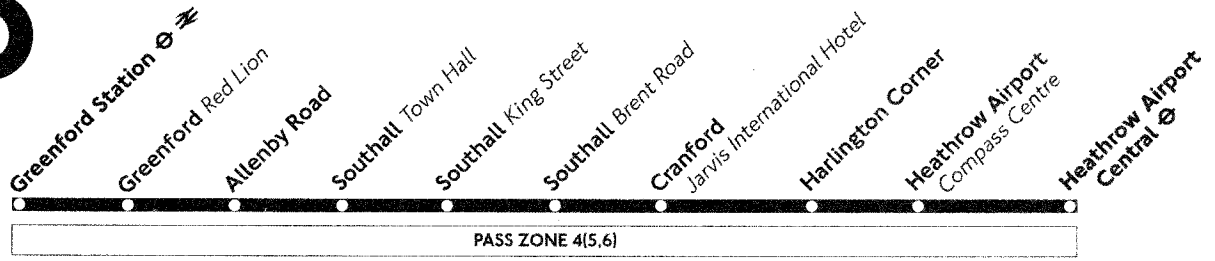 Greenford Station
Greenford Red Lion
Allenby Road
Southall Town Hall
Southall King Street
Southall Brent Road
Cranford
Jarvis International Hotel
Harlington Corner
Heathrow Airport
Compass Centre
Heathrow Airport
Central
PASS ZONE 4(5,6)